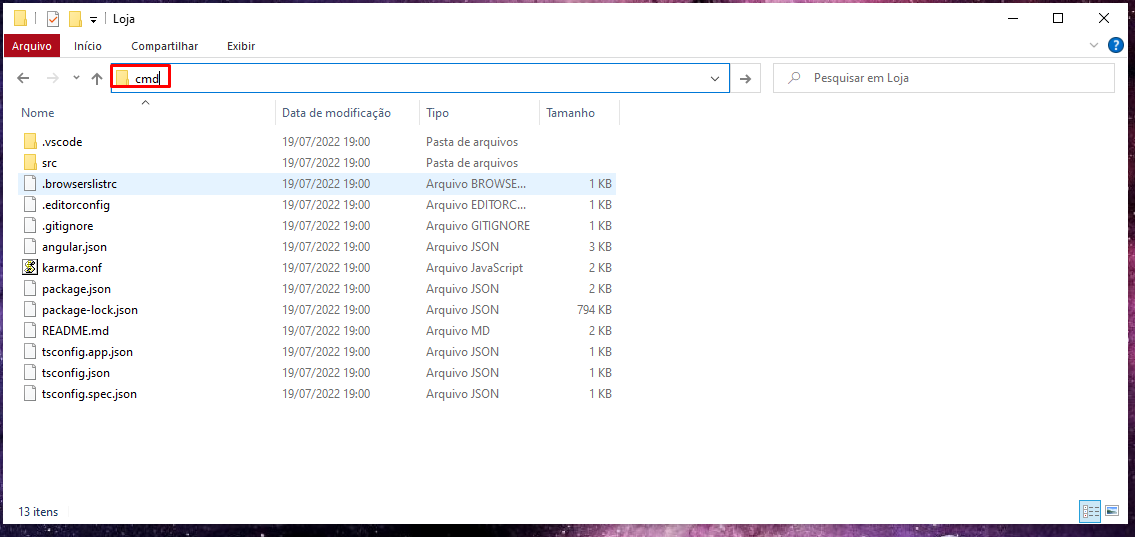 Loja
Arquivo Início Compartilhar Exibir
cmd Pesquisar em Loja
Nome Data de modificação Tipo Tamanho
.vscode 19/07/2022 19:00 Pasta de arquivos
src 19/07/2022 19:00 Pasta de arquivos
.browserslistrc 19/07/2022 19:00 Arquivo BROWSE... 1 KB
.editorconfig 19/07/2022 19:00 Arquivo EDITORC... 1 KB
.gitignore 19/07/2022 19:00 Arquivo GITIGNORE 1 KB
angular.json 19/07/2022 19:00 Arquivo JSON 3 KB
karma.conf 19/07/2022 19:00 Arquivo JavaScript 2 KB
package.json 19/07/2022 19:00 Arquivo JSON 2 KB
package-lock.json 19/07/2022 19:00 Arquivo JSON 794 KB
README.md 19/07/2022 19:00 Arquivo MD 2 KB
tsconfig.app.json 19/07/2022 19:00 Arquivo JSON 1 KB
tsconfig.json 19/07/2022 19:00 Arquivo JSON 1 KB
tsconfig.spec.json 19/07/2022 19:00 Arquivo JSON 1 KB
13 itens